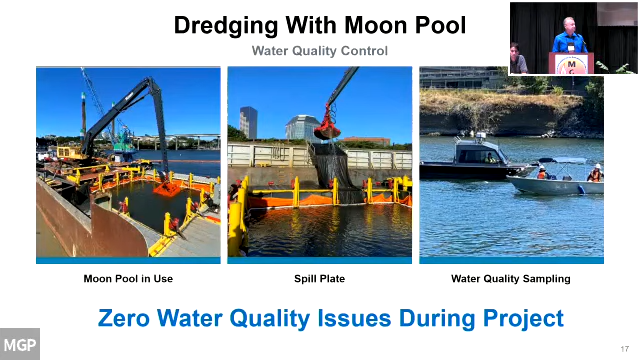 Dredging With Moon Pool
Water Quality Control
Moon Pool in Use
Spill Plate
Water Quality Sampling
Zero Water Quality Issues During Project
MGP
17